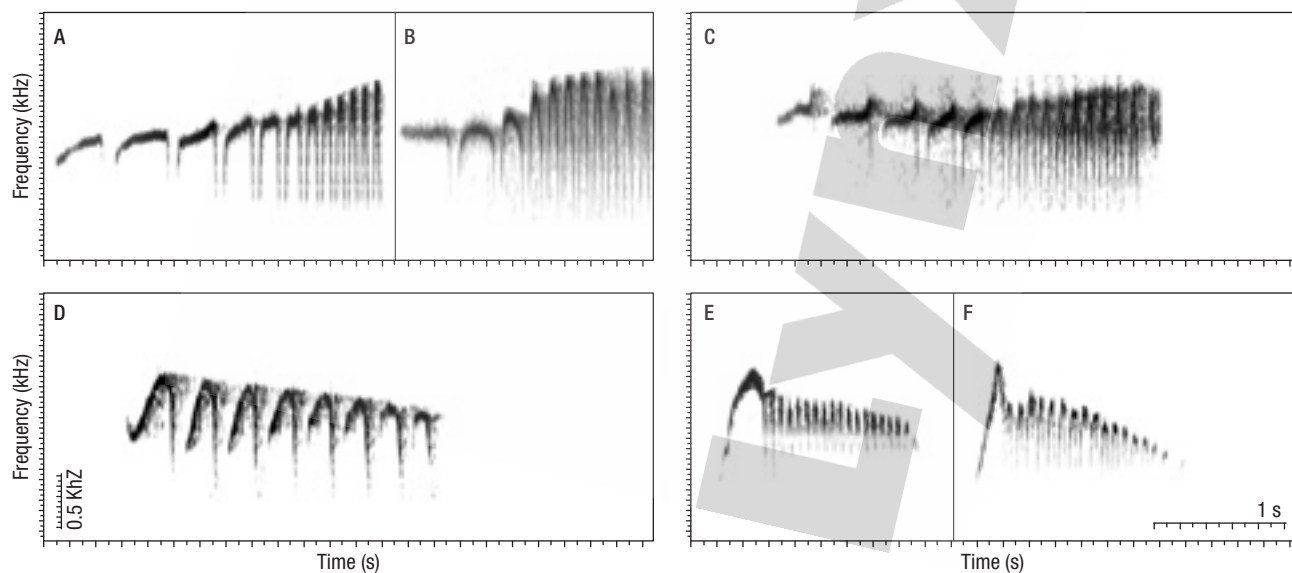 A
B
C
Frequency (kHz)
D
E
F
Frequency (kHz)
0.5 KhZ
1 s
Time (s)
Time (s)